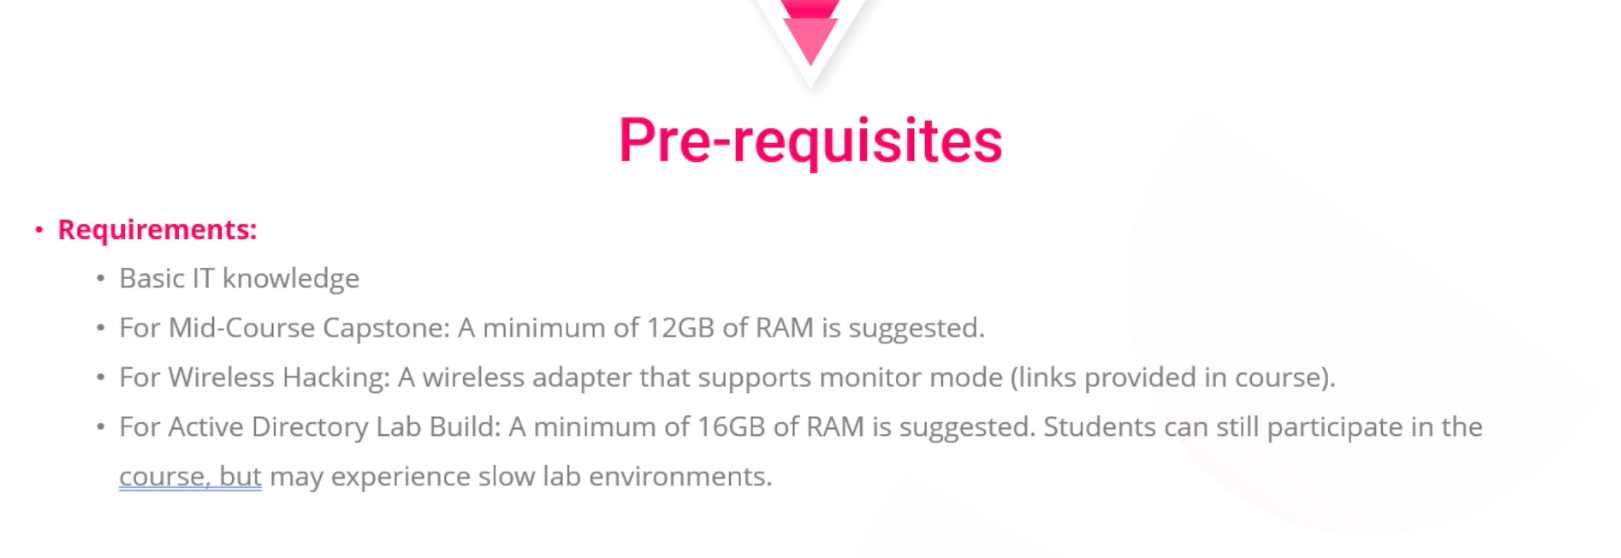 Pre-requisites
• Requirements:
• Basic IT knowledge
• For Mid-Course Capstone: A minimum of 12GB of RAM is suggested.
• For Wireless Hacking: A wireless adapter that supports monitor mode (links provided in course).
• For Active Directory Lab Build: A minimum of 16GB of RAM is suggested. Students can still participate in the
course, but may experience slow lab environments.